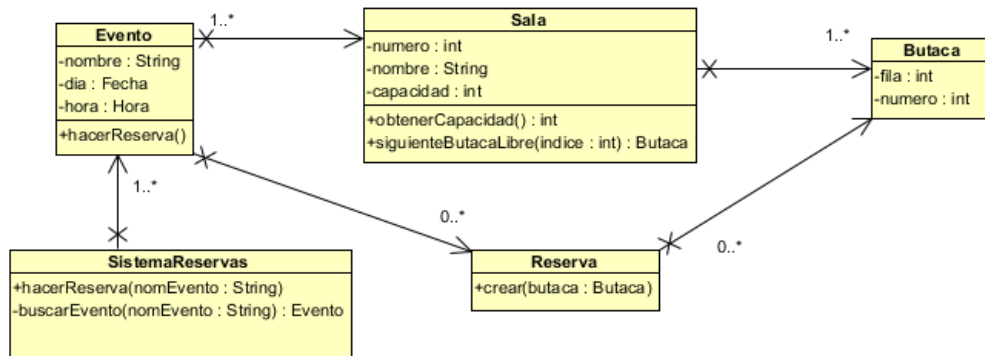 Evento
-nombre : String
-dia : Fecha
-hora : Hora
+hacerReserva()
1..*
Sala
-numero : int
-nombre : String
-capacidad : int
+obtenerCapacidad() : int
+siguienteButacaLibre(indice : int) : Butaca
1..*
Butaca
-fila : int
-numero : int
1..*
0..*
0..*
SistemaReservas
+hacerReserva(nomEvento : String)
-buscarEvento(nomEvento : String) : Evento
Reserva
+crear(butaca : Butaca)